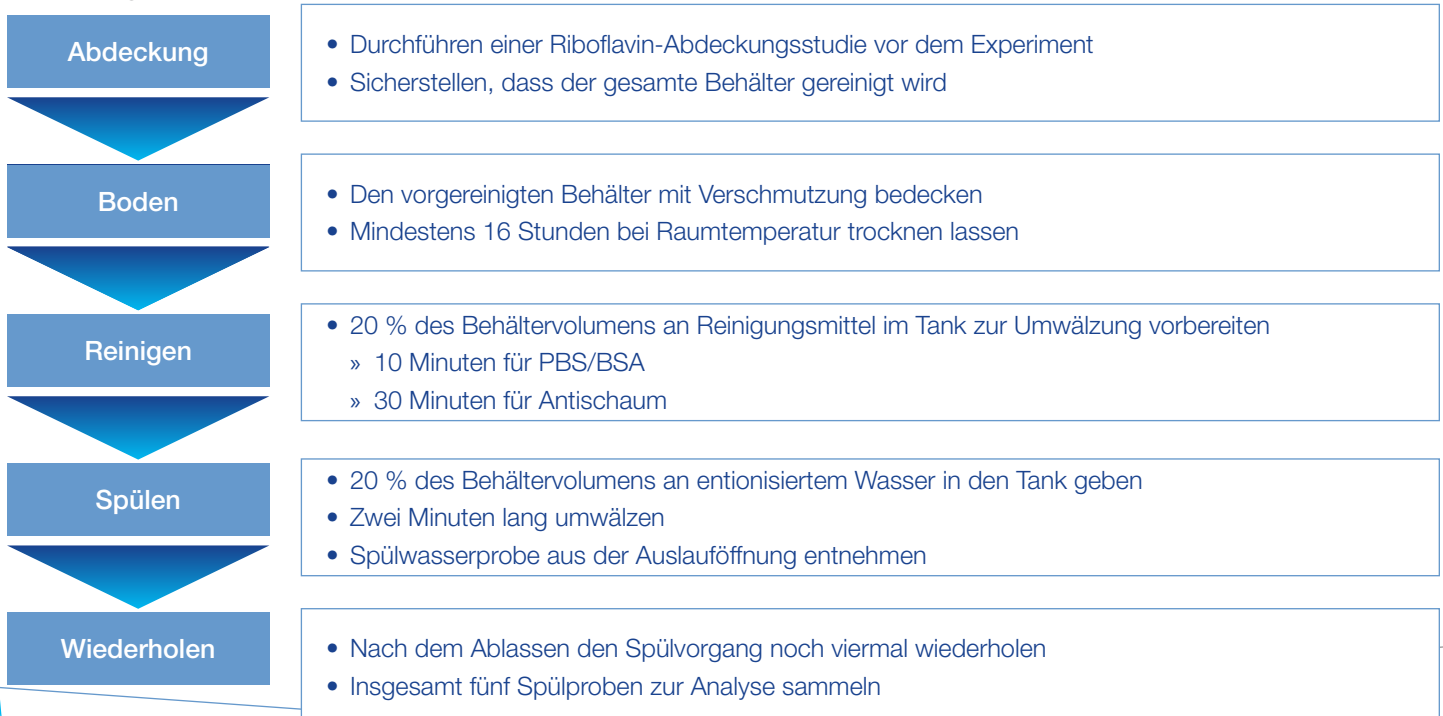 Abdeckung
• Durchführen einer Riboflavin-Abdeckungsstudie vor dem Experiment
• Sicherstellen, dass der gesamte Behälter gereinigt wird
Boden
• Den vorgereinigten Behälter mit Verschmutzung bedecken
• Mindestens 16 Stunden bei Raumtemperatur trocknen lassen
Reinigen
• 20 % des Behältervolumens an Reinigungsmittel im Tank zur Umwälzung vorbereiten
» 10 Minuten für PBS/BSA
» 30 Minuten für Antischaum
Spülen
• 20 % des Behältervolumens an entionisiertem Wasser in den Tank geben
• Zwei Minuten lang umwälzen
• Spülwasserprobe aus der Auslauföffnung entnehmen
Wiederholen
• Nach dem Ablassen den Spülvorgang noch viermal wiederholen
• Insgesamt fünf Spülproben zur Analyse sammeln